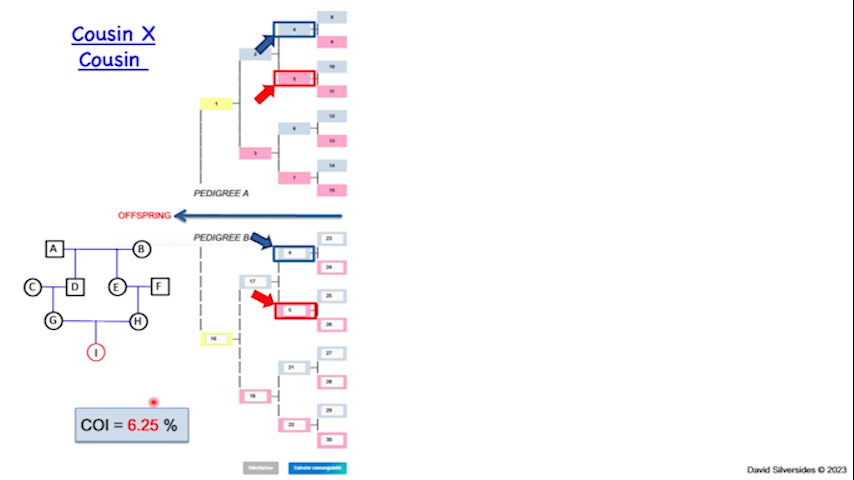 Cousin X
Cousin
8
4
9
2
10
5
11
1
12
6
13
3
14
7
15
PEDIGREE A
OFFSPRING
PEDIGREE B
23
4
24
17
25
5
26
16
27
21
28
18
29
22
30
A
B
C
D
E
F
G
H
I
COI = 6.25 %
David Silversides © 2023